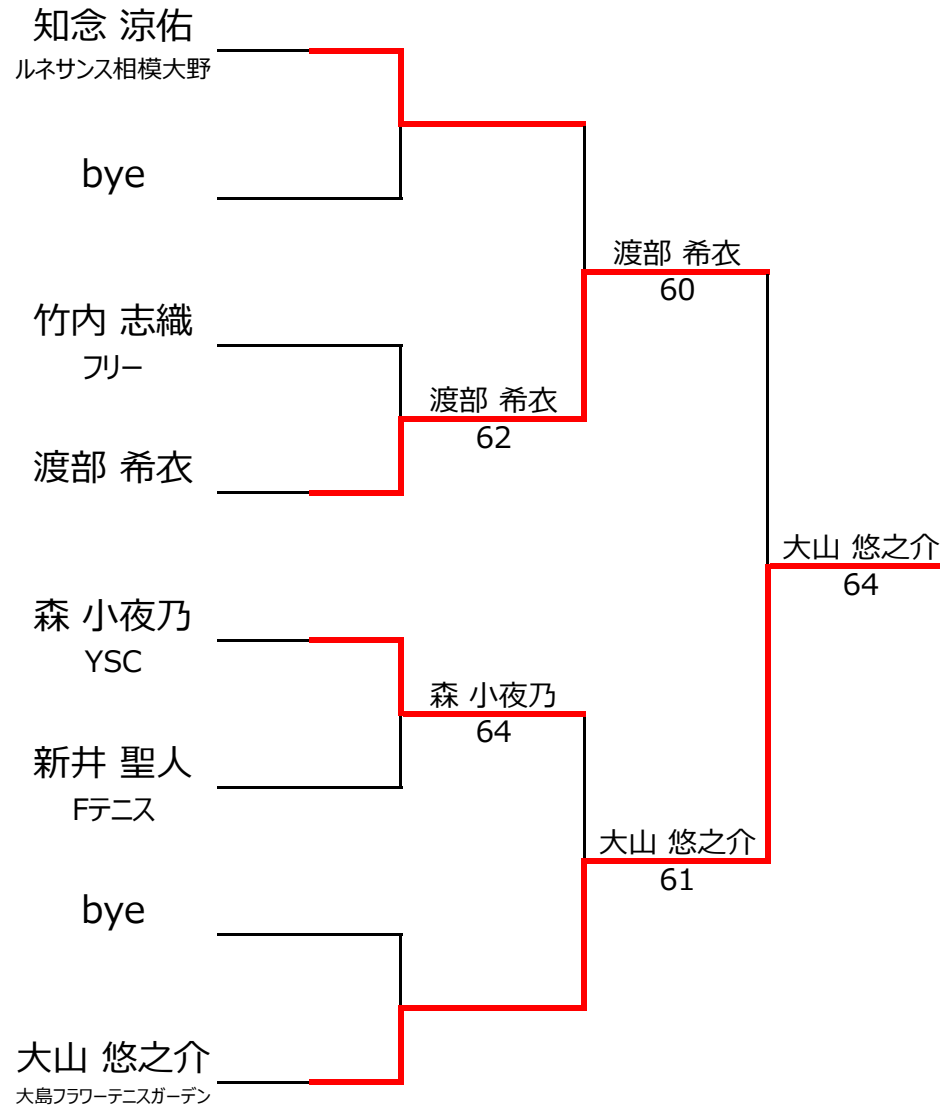 知念 涼佑
ルネサンス相模大野
bye
竹内 志織
フリー
渡部 希衣
森 小夜乃
YSC
新井 聖人
Fテニス
bye
大山 悠之介
大島フラワーテニスガーデン
渡部 希衣
62
森 小夜乃
64
渡部 希衣
60
大山 悠之介
61
大山 悠之介
64